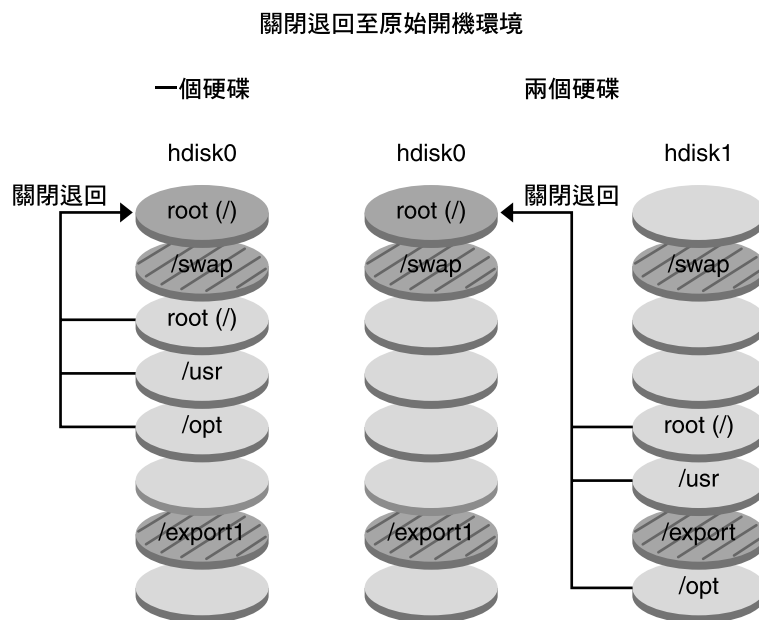 關閉退回至原始開機環境
一個硬碟
兩個硬碟
hdisk0
hdisk0
hdisk1
關閉退回
root (/)
/swap
root (/)
/usr
/opt
/export1
root (/)
/swap
/export1
關閉退回
/swap
root (/)
/usr
/export
/opt